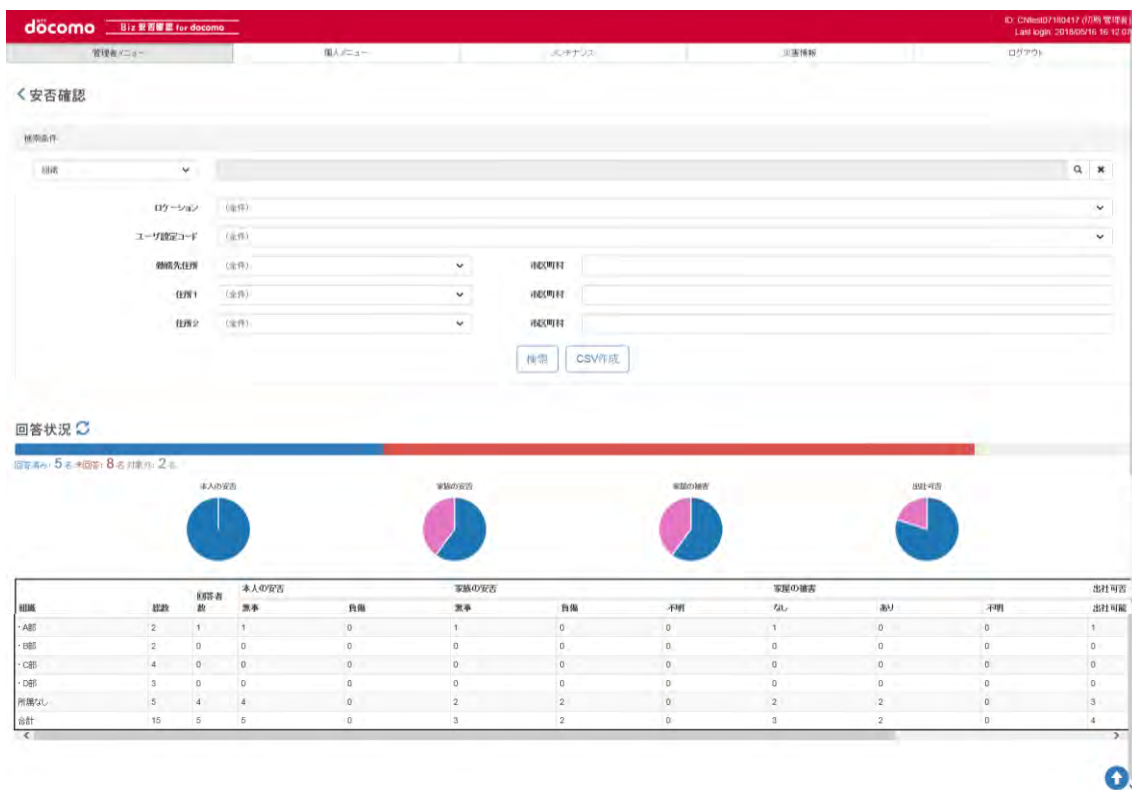 döcomo Biz 安否確認 for docomo
ID: CNtest07180417 (切戦 管理者
Last login: 2018/05/16 16:12:07
管理者メニュー 個人メニュー メンテナンス 災害情報 ログアウト
安否確認
検索条件
組織
ロケーション (全件)
ユーザ設定コード (全件)
勤務先住所 (全件) 市区町村
住所1 (全件) 市区町村
住所2 (全件) 市区町村
検索 CSV作成
回答状況
回答済み: 5 名 未回答: 8 名 対象外: 2 名
本人の安否 家族の安否 家屋の被害 出社可否
本人の安否 家族の安否 家屋の被害 出社可否
組織 総数 回答者数 無事 負傷 無事 負傷 不明 なし あり 不明 出社可能
・A部 2 1 1 0 1 0 0 1 0 0 1
・B部 2 0 0 0 0 0 0 0 0 0 0
・C部 4 0 0 0 0 0 0 0 0 0 0
・D部 3 0 0 0 0 0 0 0 0 0 0
所属なし 5 4 4 0 2 2 0 2 2 0 3
合計 15 5 5 0 3 2 0 3 2 0 4